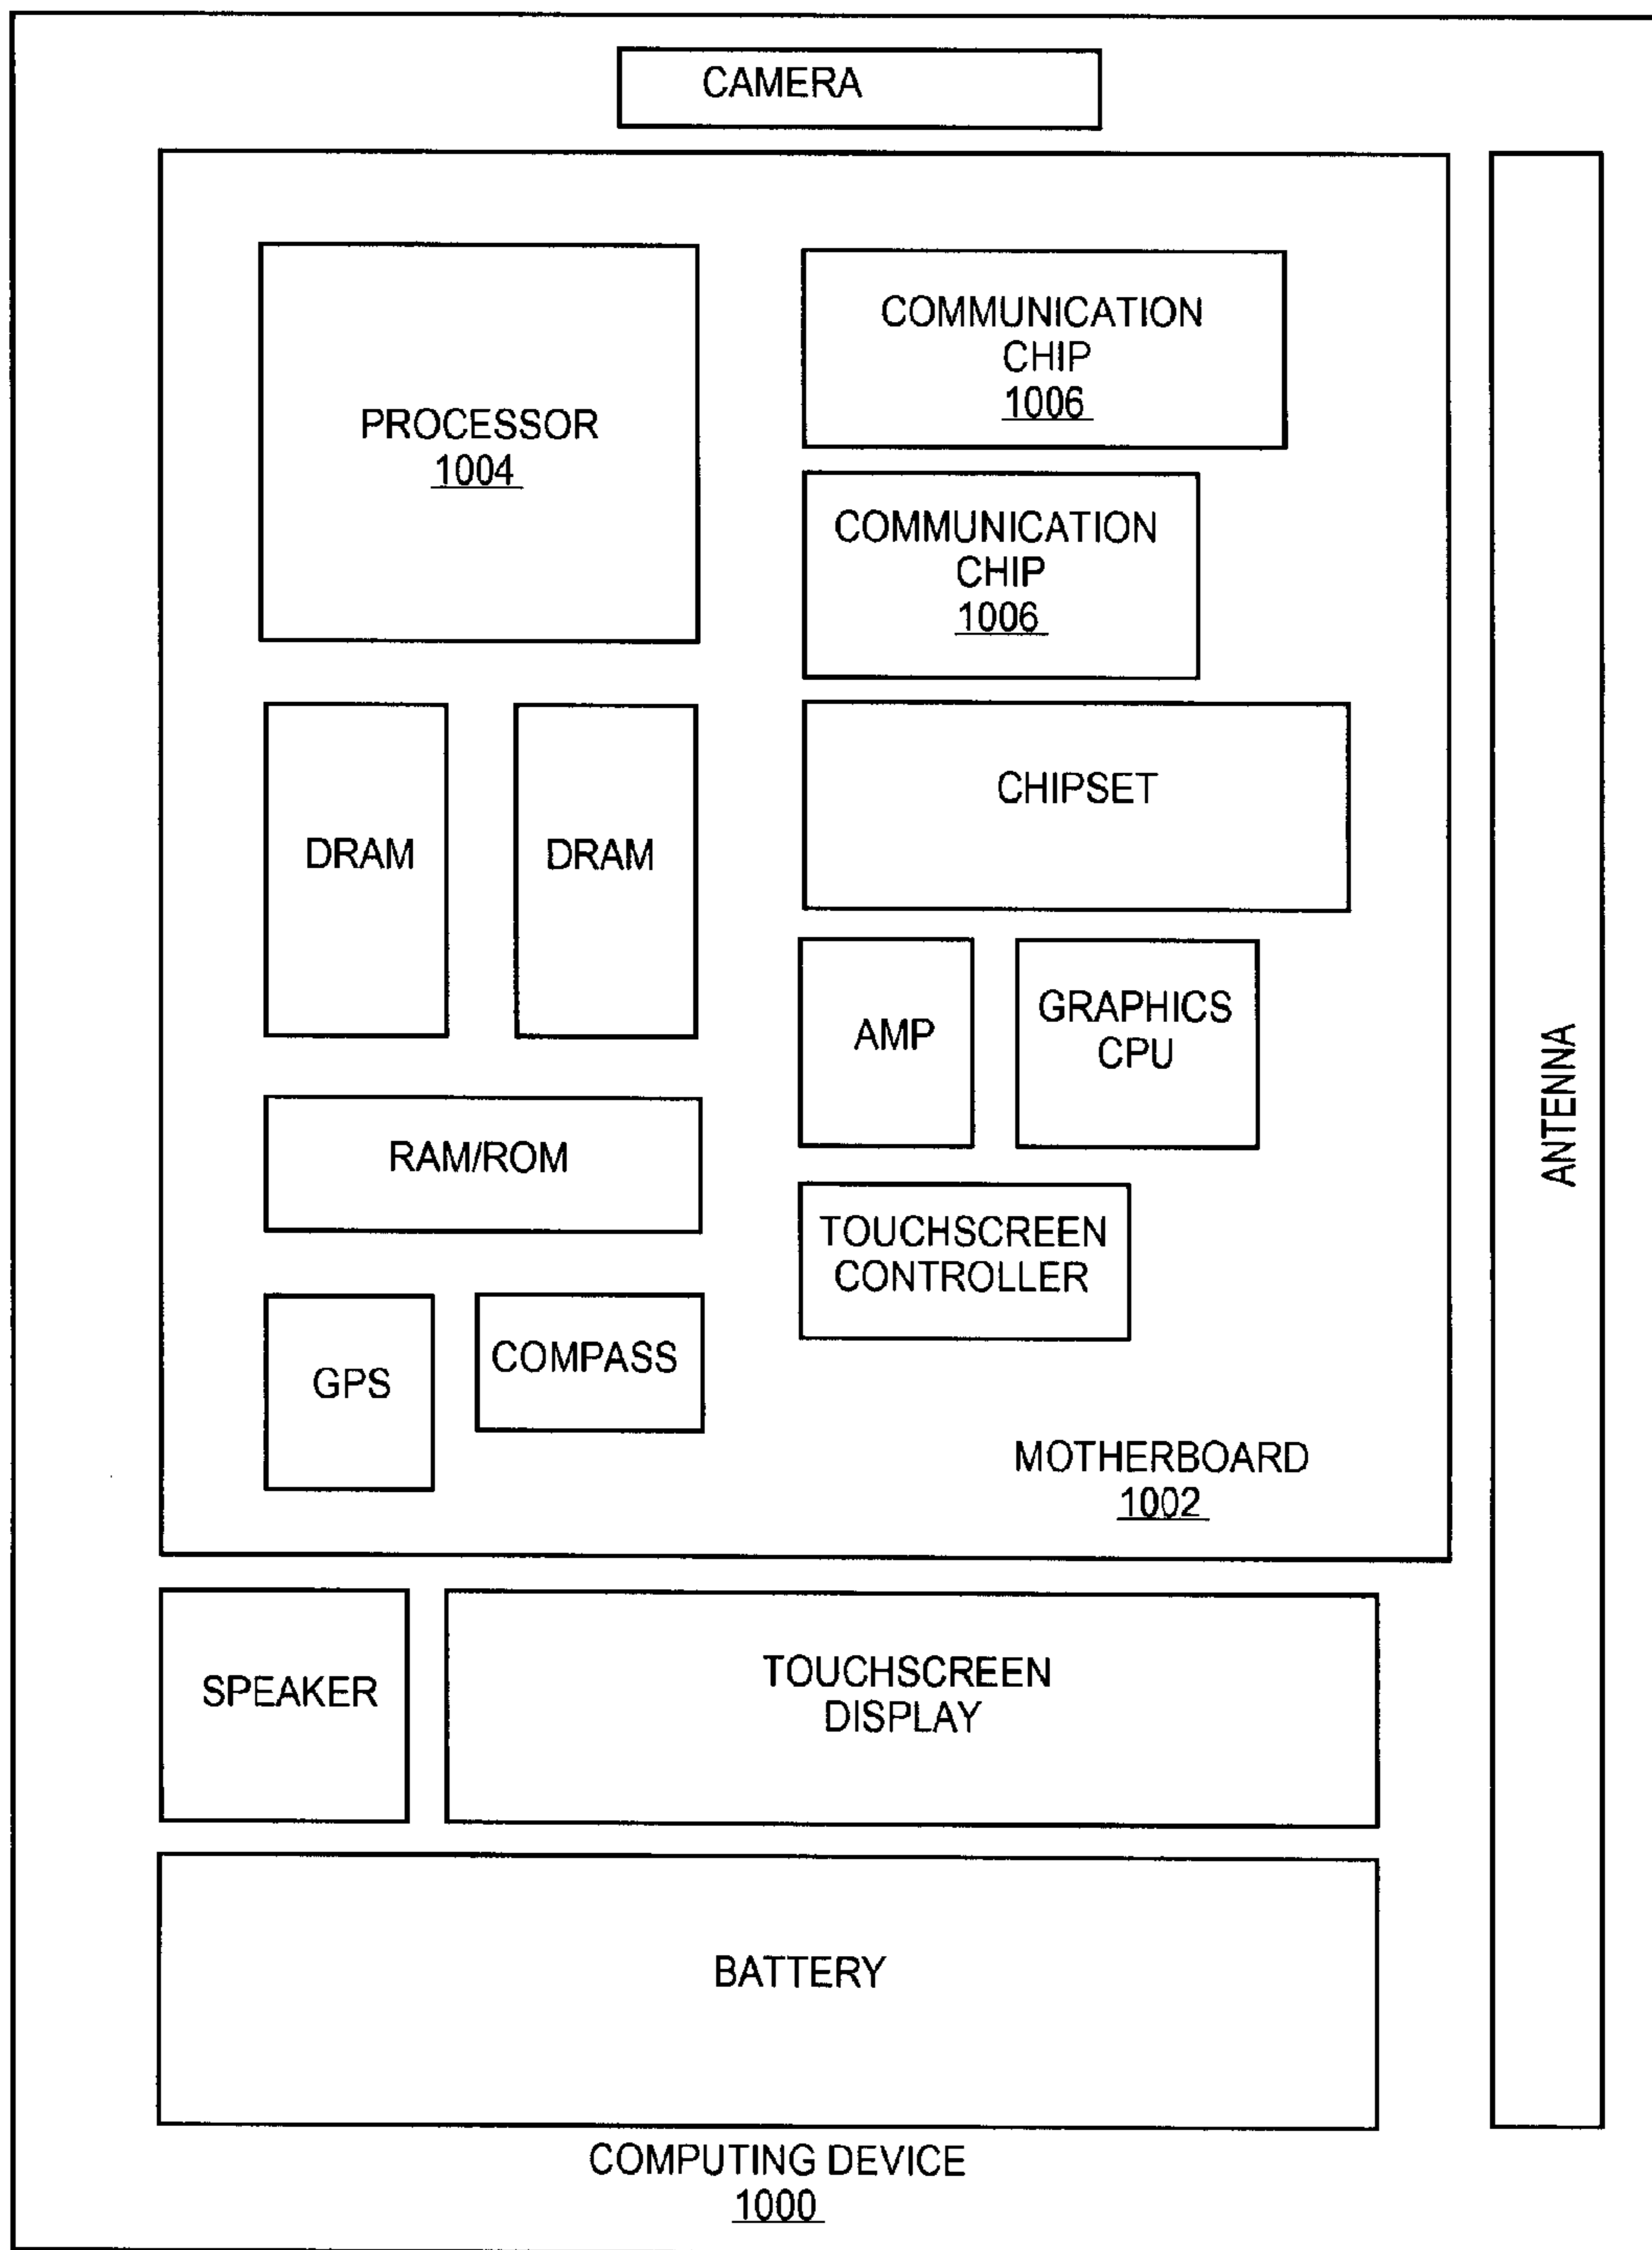 CAMERA
PROCESSOR
1004
COMMUNICATION
CHIP
1006
COMMUNICATION
CHIP
1006
DRAM
DRAM
CHIPSET
AMP
GRAPHICS
CPU
RAM/ROM
TOUCHSCREEN
CONTROLLER
GPS
COMPASS
MOTHERBOARD
1002
ANTENNA
SPEAKER
TOUCHSCREEN
DISPLAY
BATTERY
COMPUTING DEVICE
1000